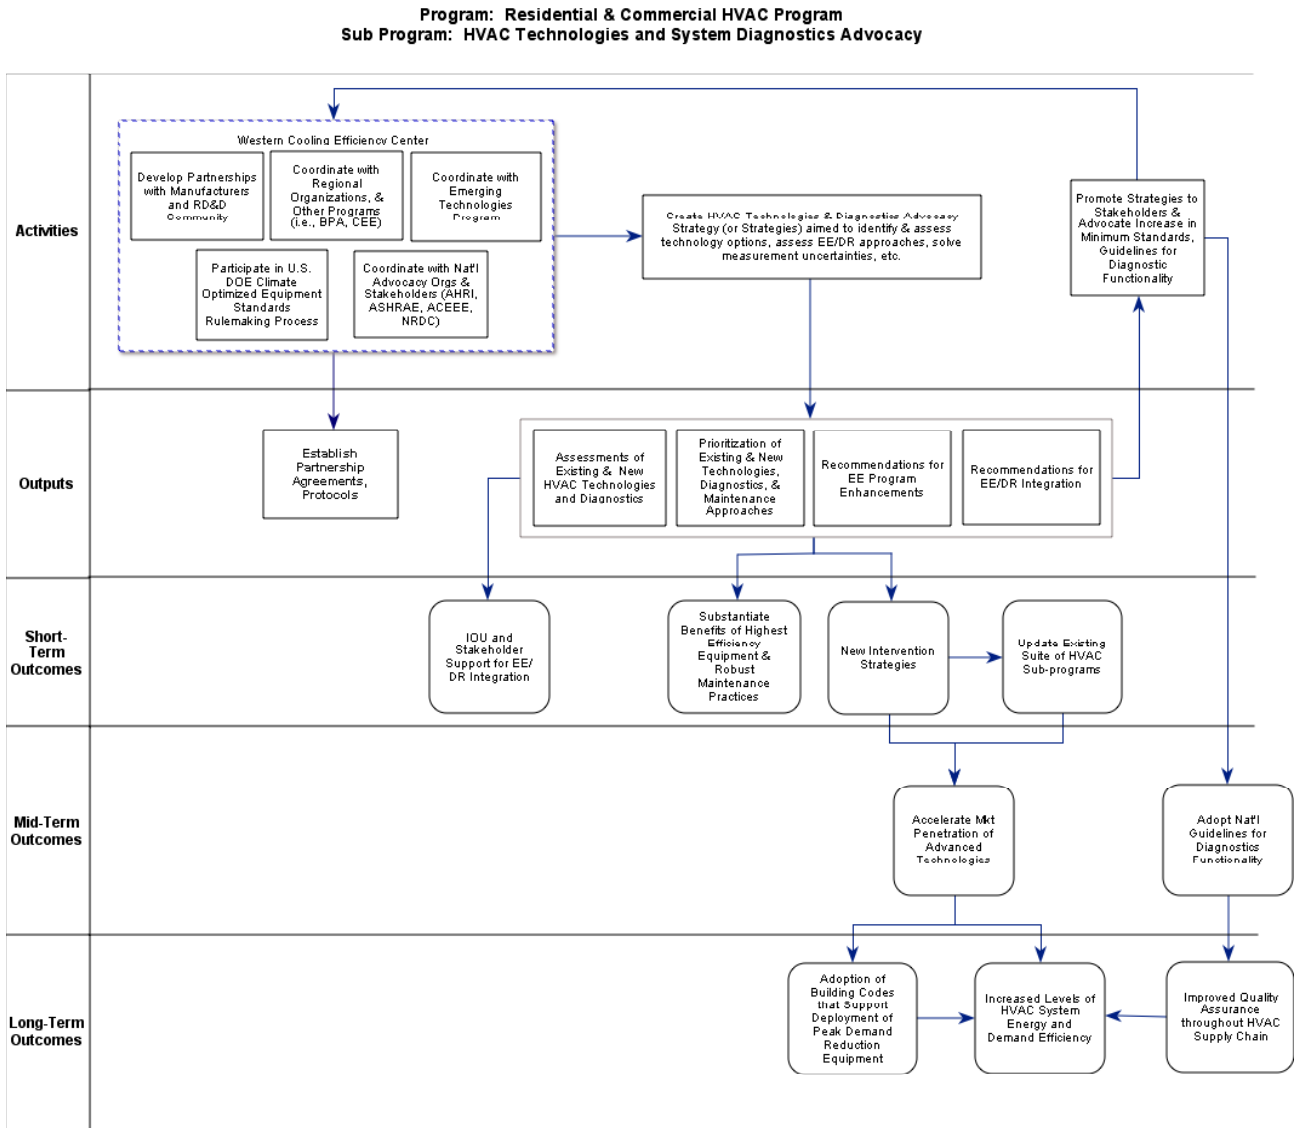 Program:  Residential & Commercial HVAC Program
Sub Program:  HVAC Technologies and System Diagnostics Advocacy
Activities
Western Cooling Efficiency Center
Develop Partnerships
with Manufacturers
and RD&D
Community
Coordinate with
Regional
Organizations, &
Other Programs
(i.e., BPA, CEE)
Coordinate with
Emerging
Technologies
Program
Participate in U.S.
DOE Climate
Optimized Equipment
Standards
Rulemaking Process
Coordinate with Nat'l
Advocacy Orgs &
Stakeholders (AHRI,
ASHRAE, ACEEE,
NRDC)
Create HVAC Technologies & Diagnostics Advocacy
Strategy (or Strategies) aimed to identify & assess
technology options, assess EE/DR approaches, solve
measurement uncertainties, etc.
Promote Strategies to
Stakeholders &
Advocate Increase in
Minimum Standards,
Guidelines for
Diagnostic
Functionality
Outputs
Establish
Partnership
Agreements,
Protocols
Assessments of
Existing & New
HVAC Technologies
and Diagnostics
Prioritization of
Existing & New
Technologies,
Diagnostics, &
Maintenance
Approaches
Recommendations for
EE Program
Enhancements
Recommendations for
EE/DR Integration
Short-
Term
Outcomes
IOU and
Stakeholder
Support for EE/
DR Integration
Substantiate
Benefits of Highest
Efficiency
Equipment &
Robust
Maintenance
Practices
New Intervention
Strategies
Update Existing
Suite of HVAC
Sub-programs
Mid-Term
Outcomes
Accelerate Mkt
Penetration of
Advanced
Technologies
Adopt Nat'l
Guidelines for
Diagnostics
Functionality
Long-Term
Outcomes
Adoption of
Building Codes
that Support
Deployment of
Peak Demand
Reduction
Equipment
Increased Levels of
HVAC System
Energy and
Demand Efficiency
Improved Quality
Assurance
throughout HVAC
Supply Chain